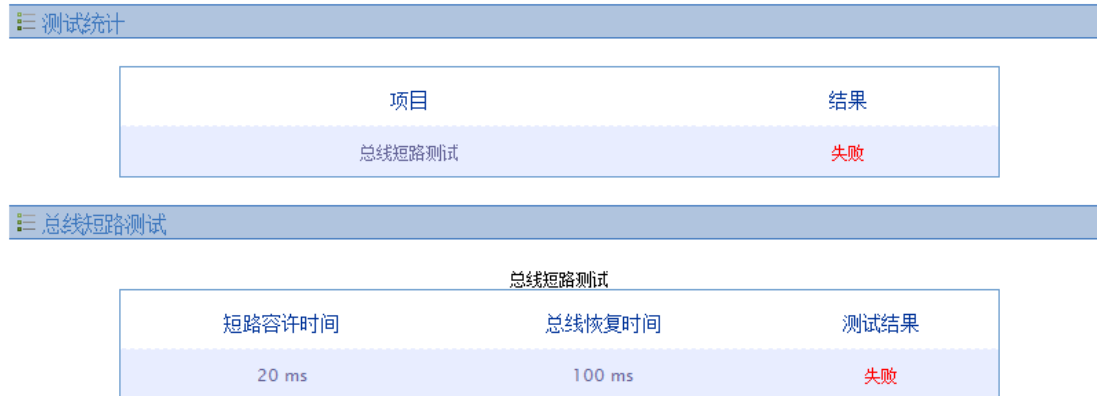 测试统计
项目 结果
总线短路测试 失败
总线短路测试
总线短路测试
短路容许时间 总线恢复时间 测试结果
20 ms 100 ms 失败